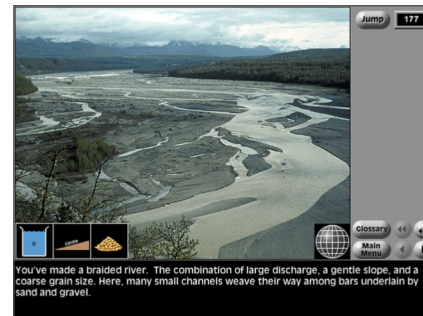 Jump 177
Glossary
Main
Menu
You've made a braided river. The combination of large discharge, a gentle slope, and a
coarse grain size. Here, many small channels weave their way among bars underlain by
sand and gravel.